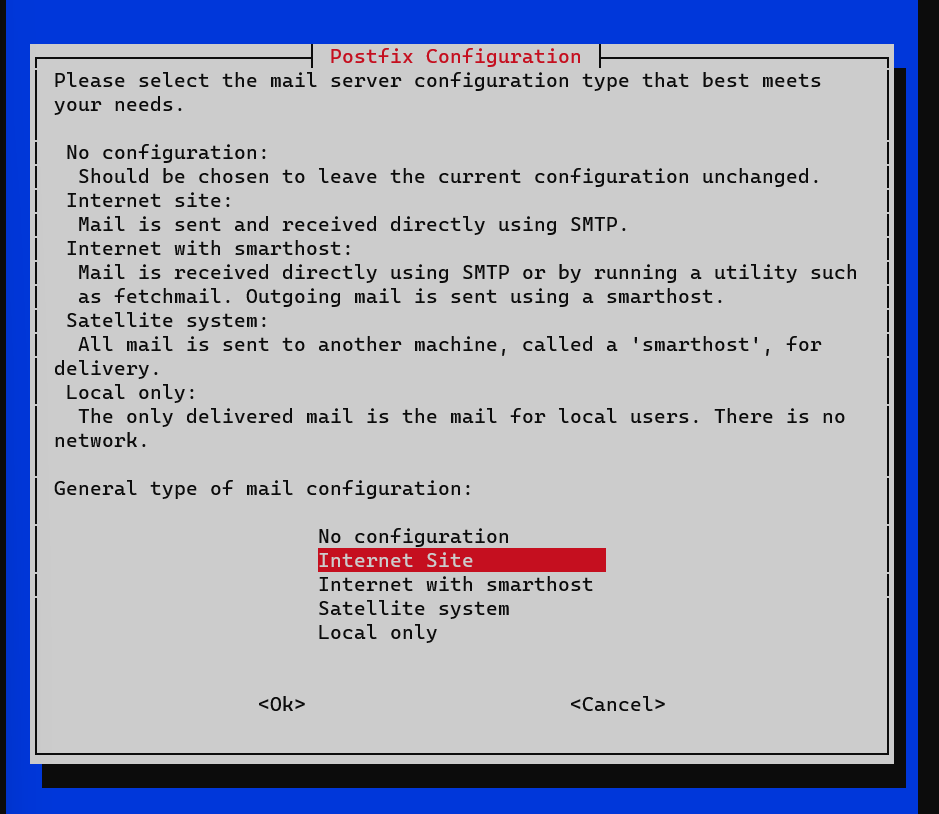 Postfix Configuration
Please select the mail server configuration type that best meets
your needs.
No configuration:
Should be chosen to leave the current configuration unchanged.
Internet site:
Mail is sent and received directly using SMTP.
Internet with smarthost:
Mail is received directly using SMTP or by running a utility such
as fetchmail. Outgoing mail is sent using a smarthost.
Satellite system:
All mail is sent to another machine, called a 'smarthost', for
delivery.
Local only:
The only delivered mail is the mail for local users. There is no
network.
General type of mail configuration:
No configuration
Internet Site
Internet with smarthost
Satellite system
Local only
<Ok> <Cancel>